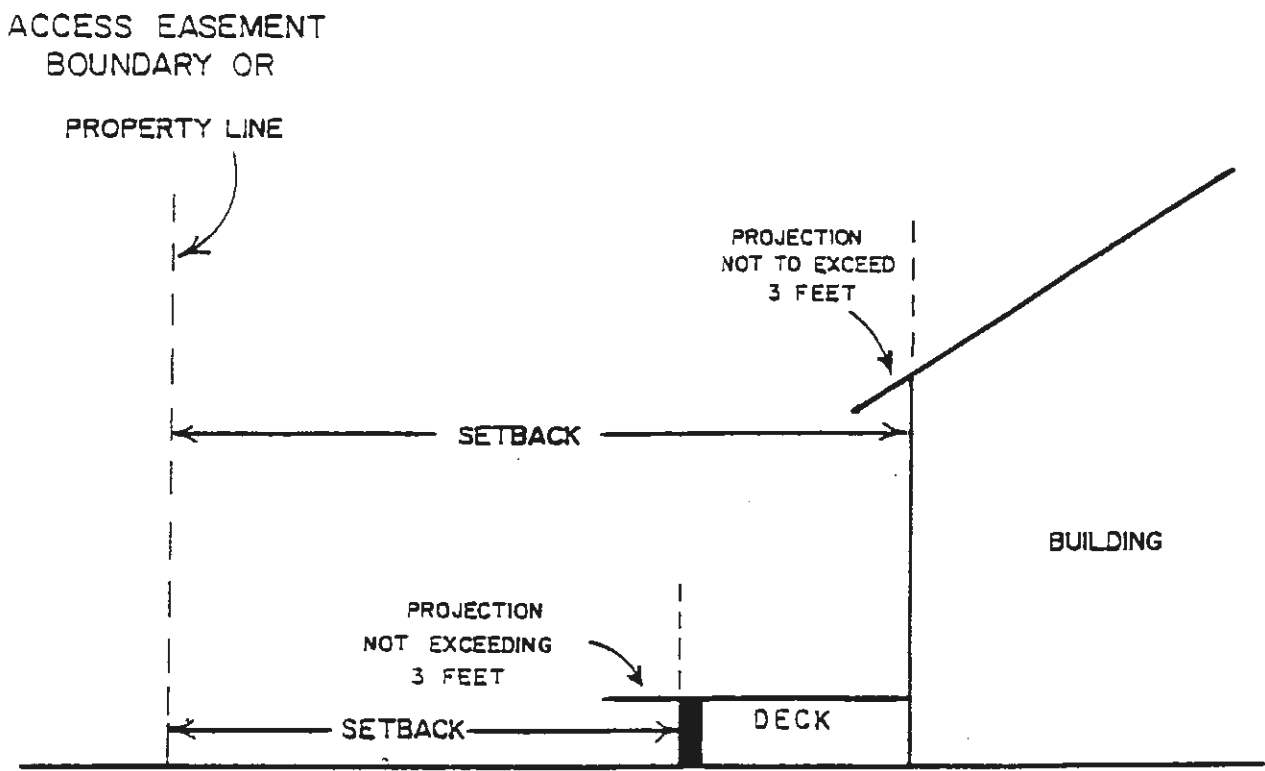 ACCESS EASEMENT
BOUNDARY OR
PROPERTY LINE
PROJECTION
NOT TO EXCEED
3 FEET
SETBACK
BUILDING
PROJECTION
NOT EXCEEDING
3 FEET
DECK
SETBACK